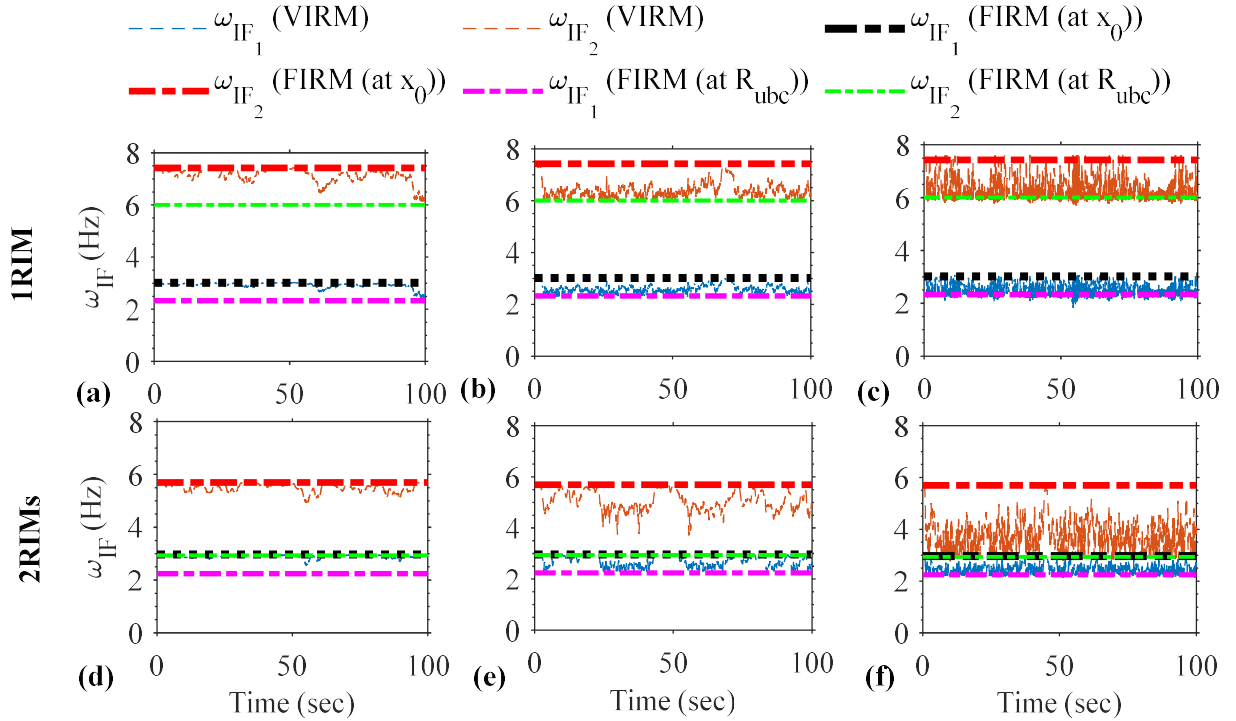 ω_IF₁ (VIRM) ω_IF₂ (VIRM) ω_IF₁ (FIRM (at x₀))
ω_IF₂ (FIRM (at x₀)) ω_IF₁ (FIRM (at R_ubc)) ω_IF₂ (FIRM (at R_ubc))
1RIM
ω_IF (Hz)
8
6
4
2
0
0 50 100
(a)
8
6
4
2
0
0 50 100
(b)
8
6
4
2
0
0 50 100
(c)
2RIMs
ω_IF (Hz)
8
6
4
2
0
0 50 100
(d)
Time (sec)
8
6
4
2
0
0 50 100
(e)
Time (sec)
8
6
4
2
0
0 50 100
(f)
Time (sec)